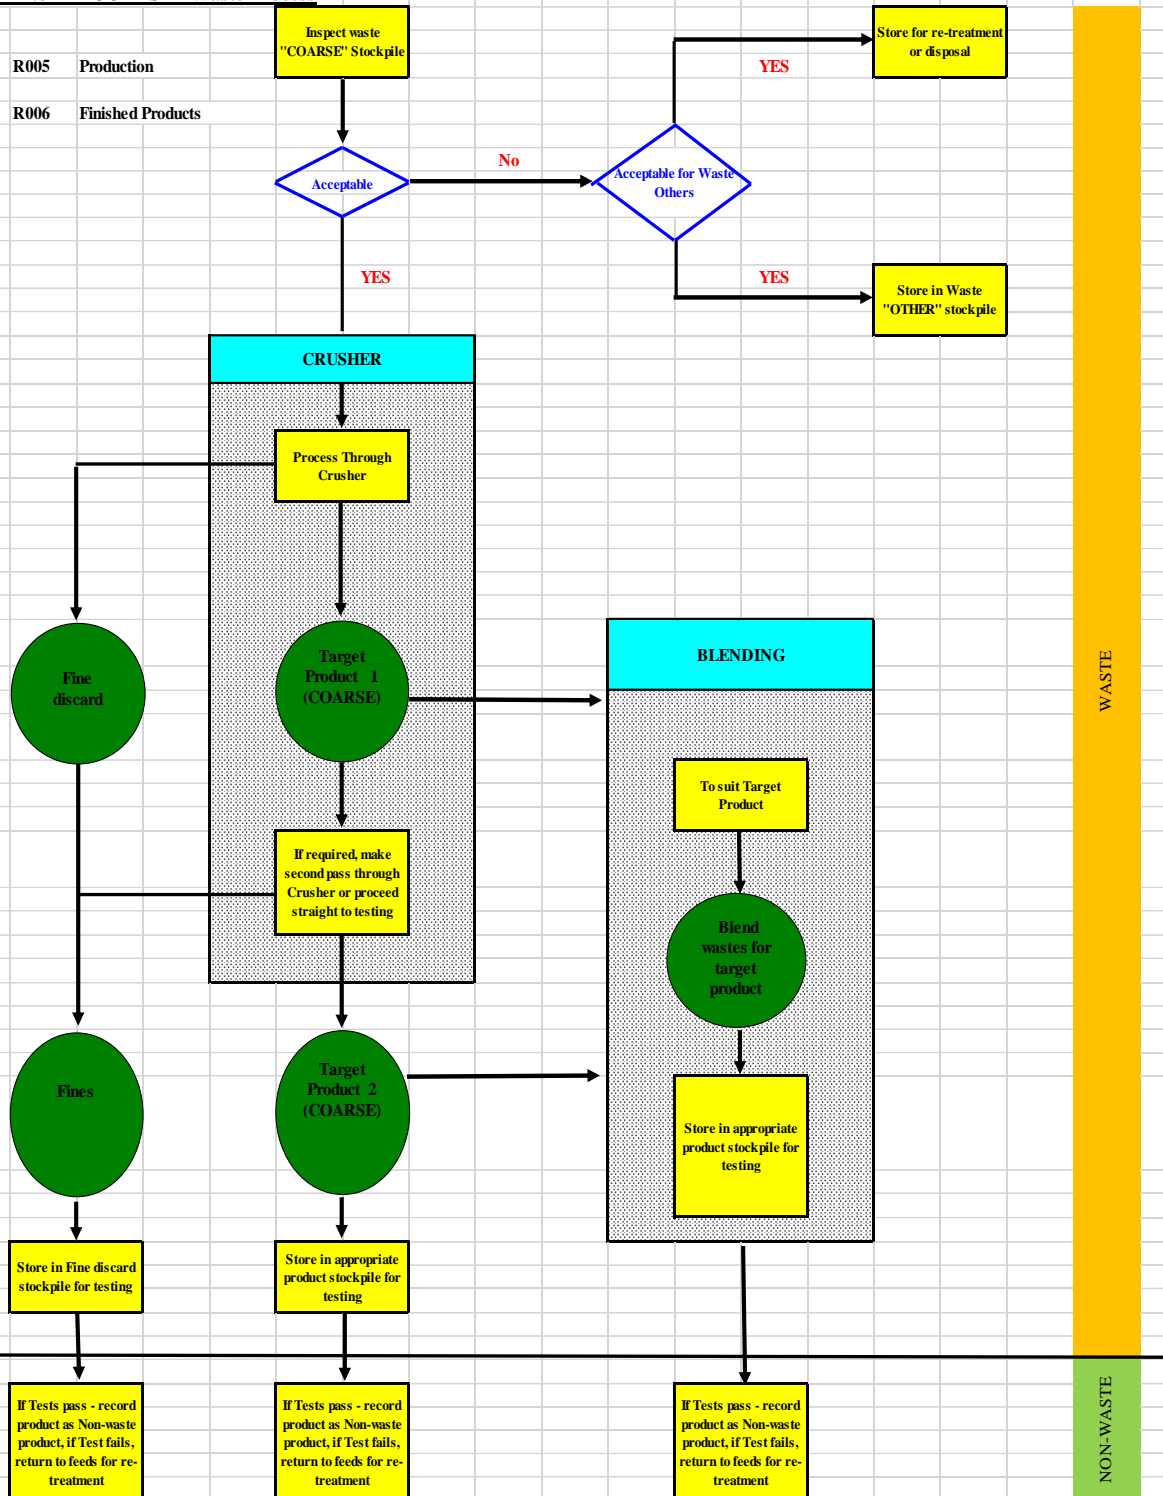 Inspect waste
"COARSE" Stockpile
Store for re-treatment
or disposal
R005 Production
YES
R006 Finished Products
No
Acceptable
Acceptable for Waste
Others
YES
YES
Store in Waste
"OTHER" stockpile
CRUSHER
Process Through
Crusher
Fine
discard
Target
Product 1
(COARSE)
BLENDING
WASTE
To suit Target
Product
If required, make
second pass through
Crusher or proceed
straight to testing
Blend
wastes for
target
product
Fines
Target
Product 2
(COARSE)
Store in appropriate
product stockpile for
testing
Store in Fine discard
stockpile for testing
Store in appropriate
product stockpile for
testing
If Tests pass - record
product as Non-waste
product, if Test fails,
return to feeds for re-
treatment
If Tests pass - record
product as Non-waste
product, if Test fails,
return to feeds for re-
treatment
If Tests pass - record
product as Non-waste
product, if Test fails,
return to feeds for re-
treatment
NON-WASTE